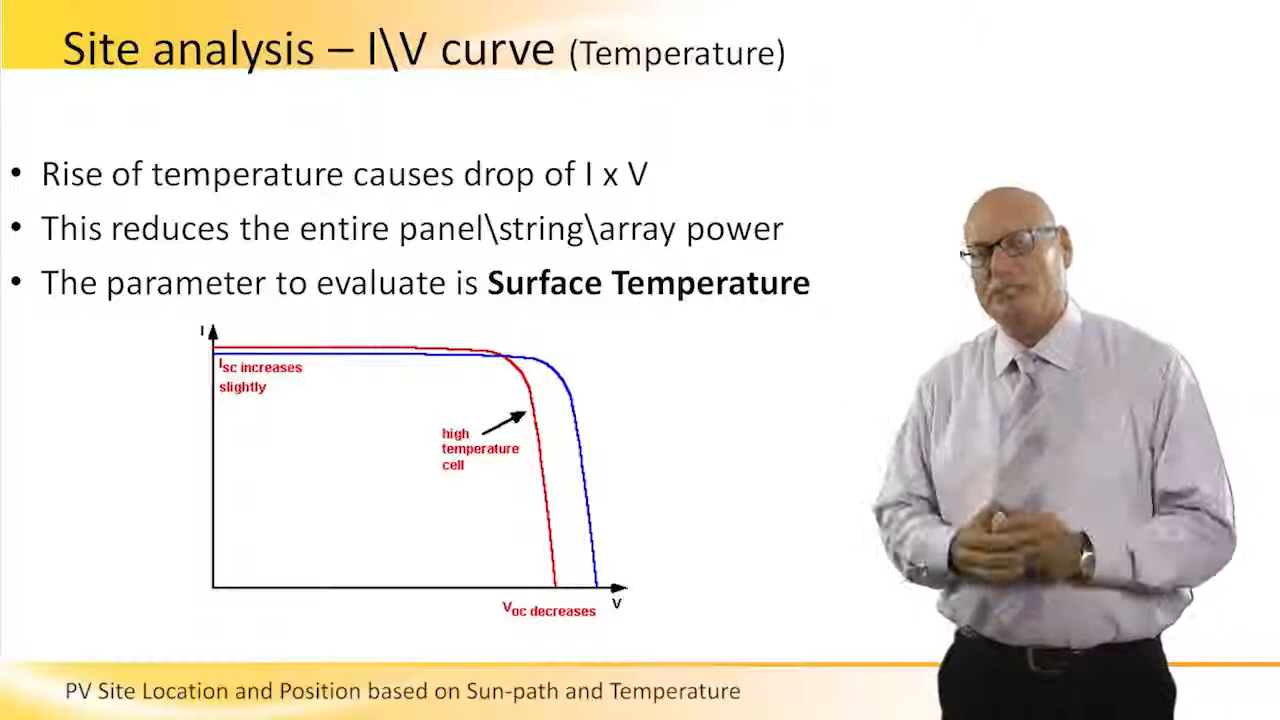 Site analysis – I\V curve (Temperature)
• Rise of temperature causes drop of I x V
• This reduces the entire panel\string\array power
• The parameter to evaluate is Surface Temperature
I
Isc increases
slightly
high
temperature
cell
Voc decreases
V
PV Site Location and Position based on Sun-path and Temperature